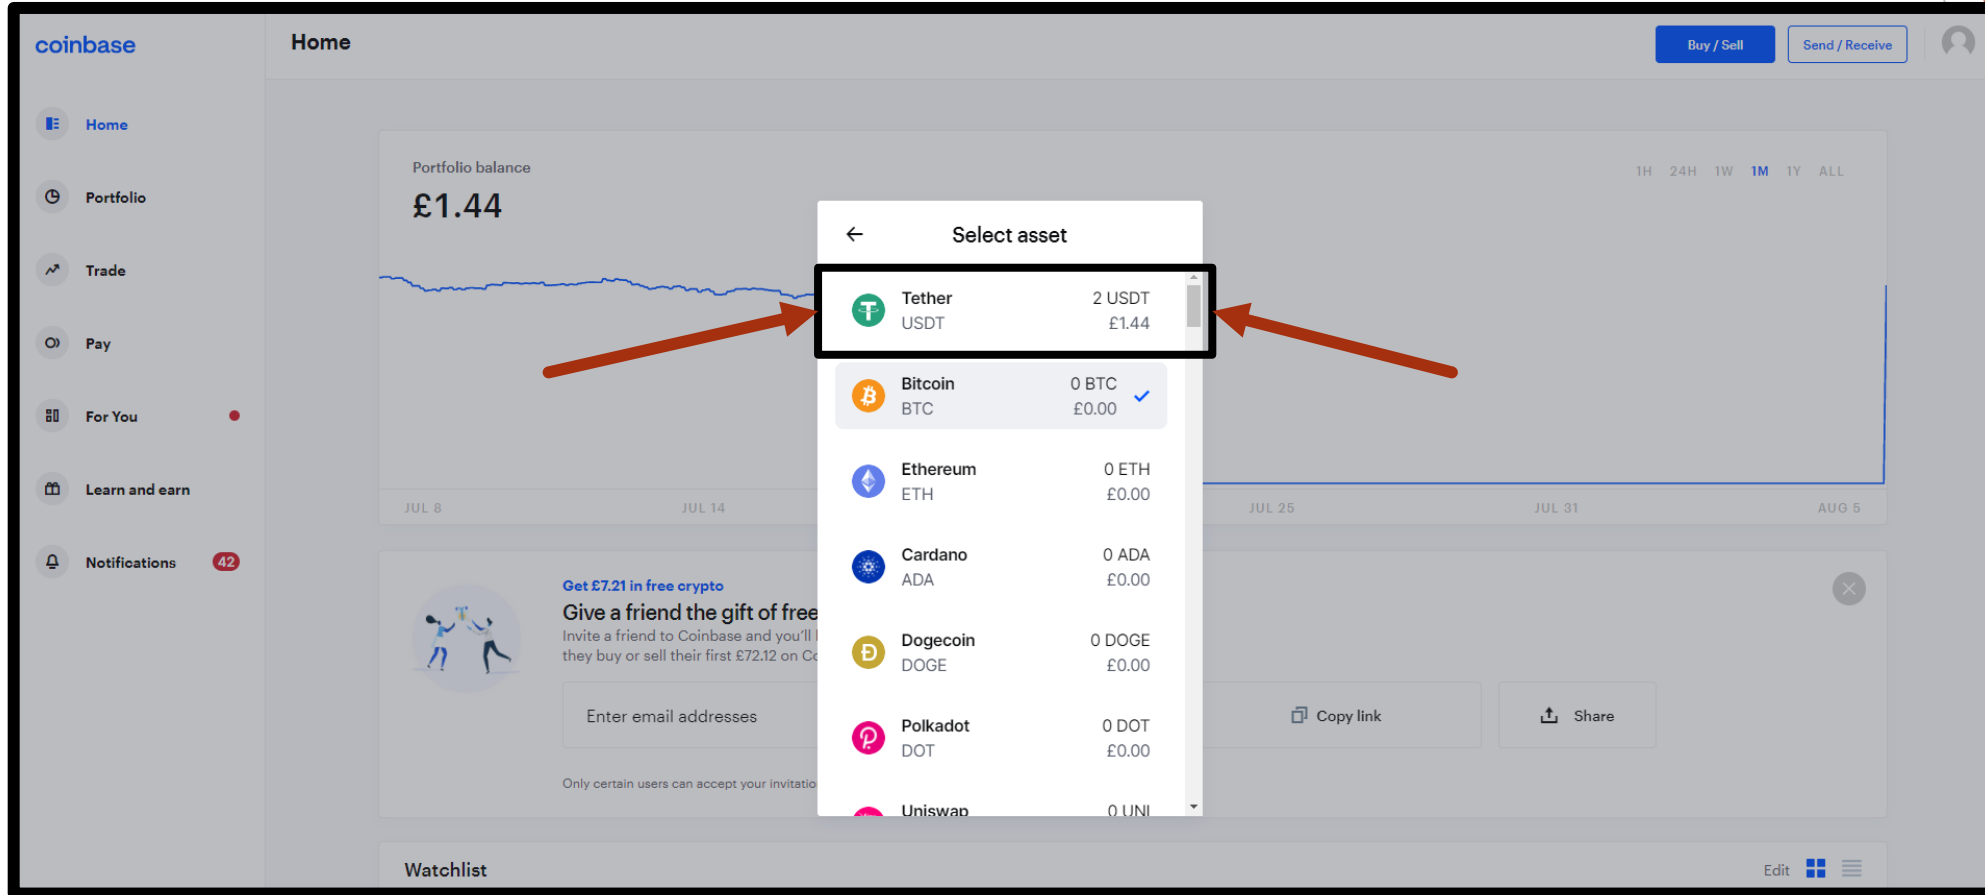 coinbase
Home
Buy / Sell
Send / Receive
Home
Portfolio
Trade
Pay
For You
Learn and earn
Notifications
42
Portfolio balance
£1.44
1H 24H 1W 1M 1Y ALL
JUL 8
JUL 14
JUL 25
JUL 31
AUG 5
Select asset
Tether
2 USDT
USDT
£1.44
Bitcoin
0 BTC
BTC
£0.00
Ethereum
0 ETH
ETH
£0.00
Cardano
0 ADA
ADA
£0.00
Dogecoin
0 DOGE
DOGE
£0.00
Polkadot
0 DOT
DOT
£0.00
Uniswap
0 UNI
Get £7.21 in free crypto
Give a friend the gift of free
Invite a friend to Coinbase and you'll
they buy or sell their first £72.12 on
Enter email addresses
Copy link
Share
Only certain users can accept your
Watchlist
Edit